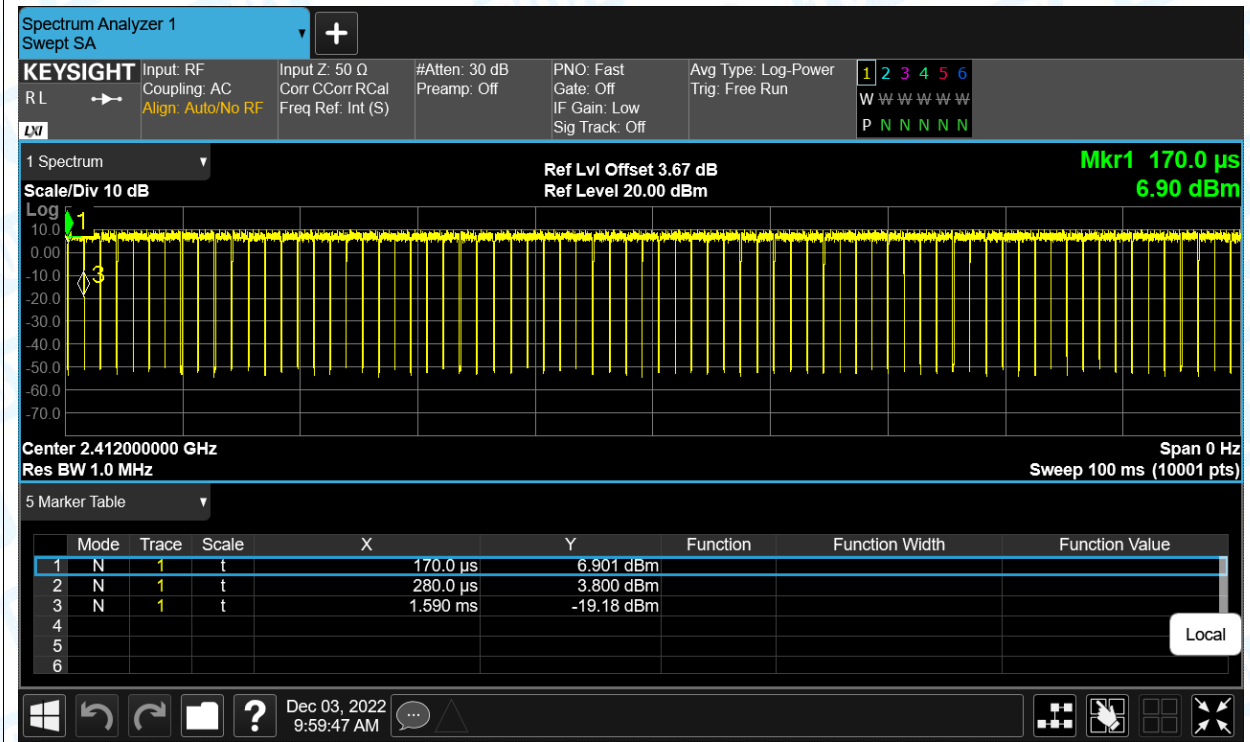 Spectrum Analyzer 1
Swept SA
+
KEYSIGHT
R L
LXI
Input: RF
Coupling: AC
Align: Auto/No RF
Input Z: 50 Ω
Corr CCorr RCal
Freq Ref: Int (S)
#Atten: 30 dB
Preamp: Off
PNO: Fast
Gate: Off
IF Gain: Low
Sig Track: Off
Avg Type: Log-Power
Trig: Free Run
1 2 3 4 5 6
W W W W W W
P N N N N N
1 Spectrum
Scale/Div 10 dB
Ref Lvl Offset 3.67 dB
Ref Level 20.00 dBm
Mkr1 170.0 µs
6.90 dBm
Log
10.0
0.00
-10.0
-20.0
-30.0
-40.0
-50.0
-60.0
-70.0
1
3
Center 2.412000000 GHz
Res BW 1.0 MHz
Span 0 Hz
Sweep 100 ms (10001 pts)
5 Marker Table
Mode Trace Scale X Y Function Function Width Function Value
1 N 1 t 170.0 µs 6.901 dBm
2 N 1 t 280.0 µs 3.800 dBm
3 N 1 t 1.590 ms -19.18 dBm
4
5
6
Local
?
Dec 03, 2022
9:59:47 AM